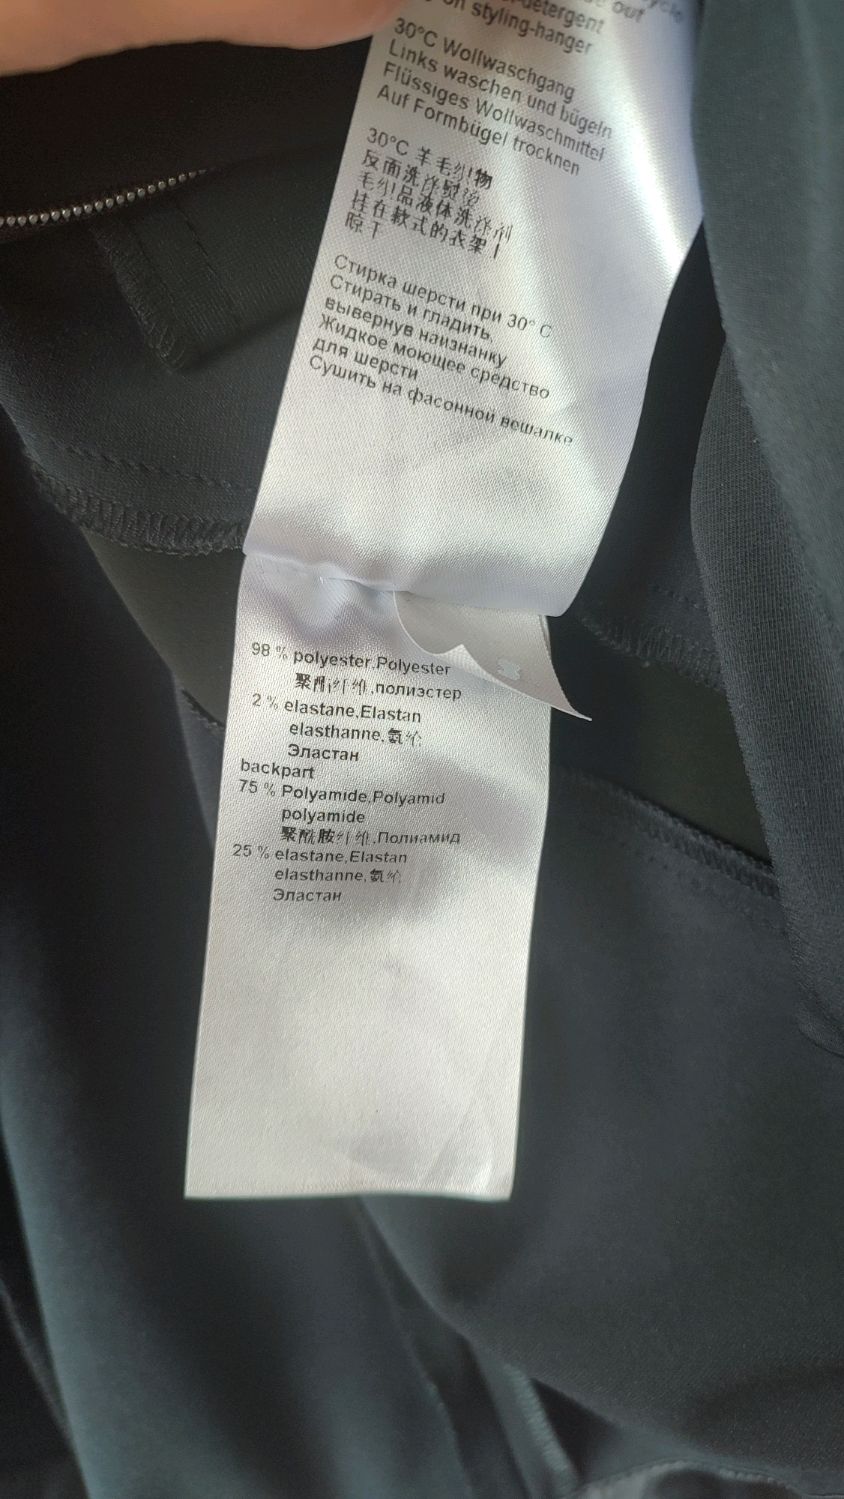 out
detergent
on styling-hanger
30°C Wollwaschgang
Links waschen und bügeln
Flüssiges Wollwaschmittel
Auf Formbügel trocknen
30°C 羊毛织物
反面洗涤熨烫
毛织品液体洗涤剂
挂在款式的衣架上
晾干
Стирка шерсти при 30° C
Стирать и гладить,
вывернув наизнанку
Жидкое моющее средство
для шерсти
Сушить на фасонной вешалке
98 % polyester,Polyester
聚酯纤维,полиэстер
2 % elastane,Elastan
elasthanne,氨纶
Эластан
backpart
75 % Polyamide,Polyamid
polyamide
聚酰胺纤维,Полиамид
25 % elastane,Elastan
elasthanne,氨纶
Эластан